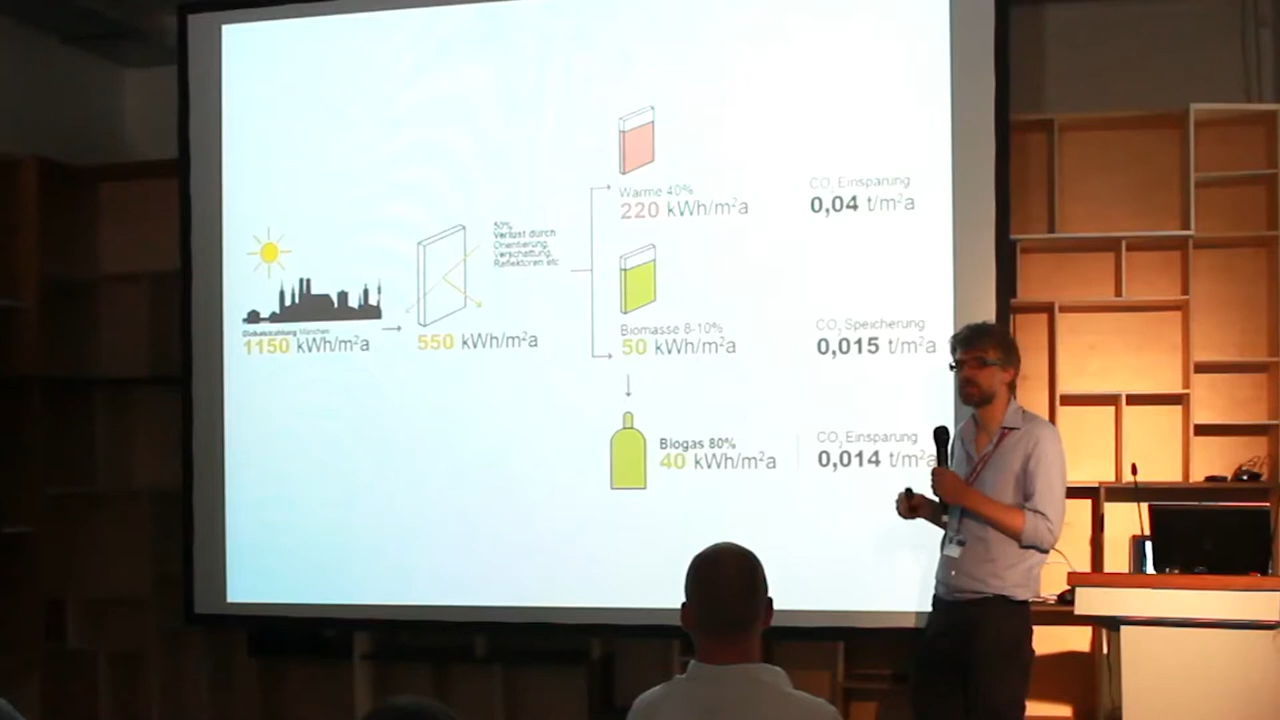 Globalstrahlung München
1150 kWh/m²a
550 kWh/m²a
50%
Verlust durch
Orientierung,
Verschattung,
Reflektoren etc
Wärme 40%
220 kWh/m²a
CO₂ Einsparung
0,04 t/m²a
Biomasse 8-10%
50 kWh/m²a
CO₂ Speicherung
0,015 t/m²a
Biogas 80%
40 kWh/m²a
CO₂ Einsparung
0,014 t/m²a